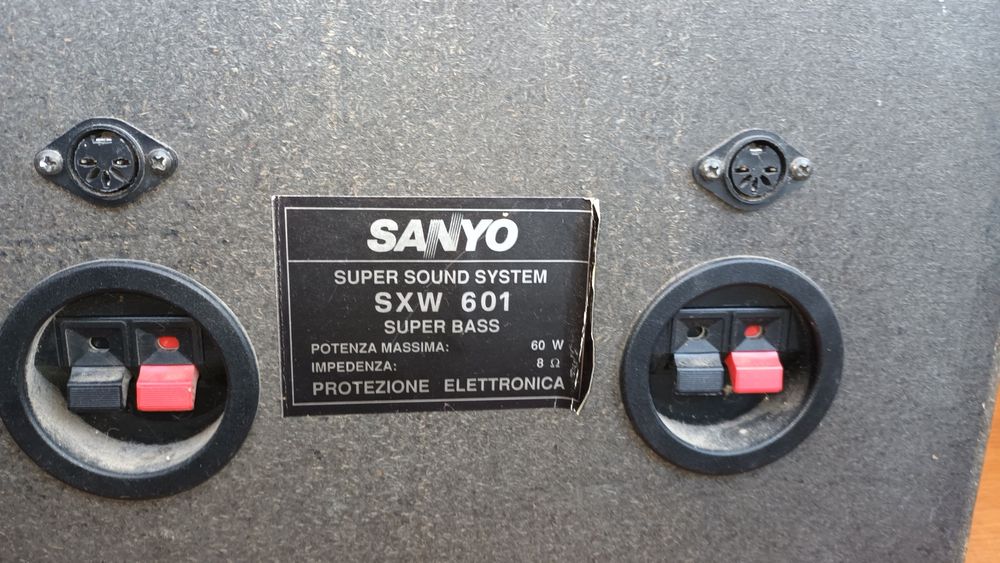 SANYO
SUPER SOUND SYSTEM
SXW 601
SUPER BASS
POTENZA MASSIMA: 60 W
IMPEDENZA: 8 Ω
PROTEZIONE ELETTRONICA